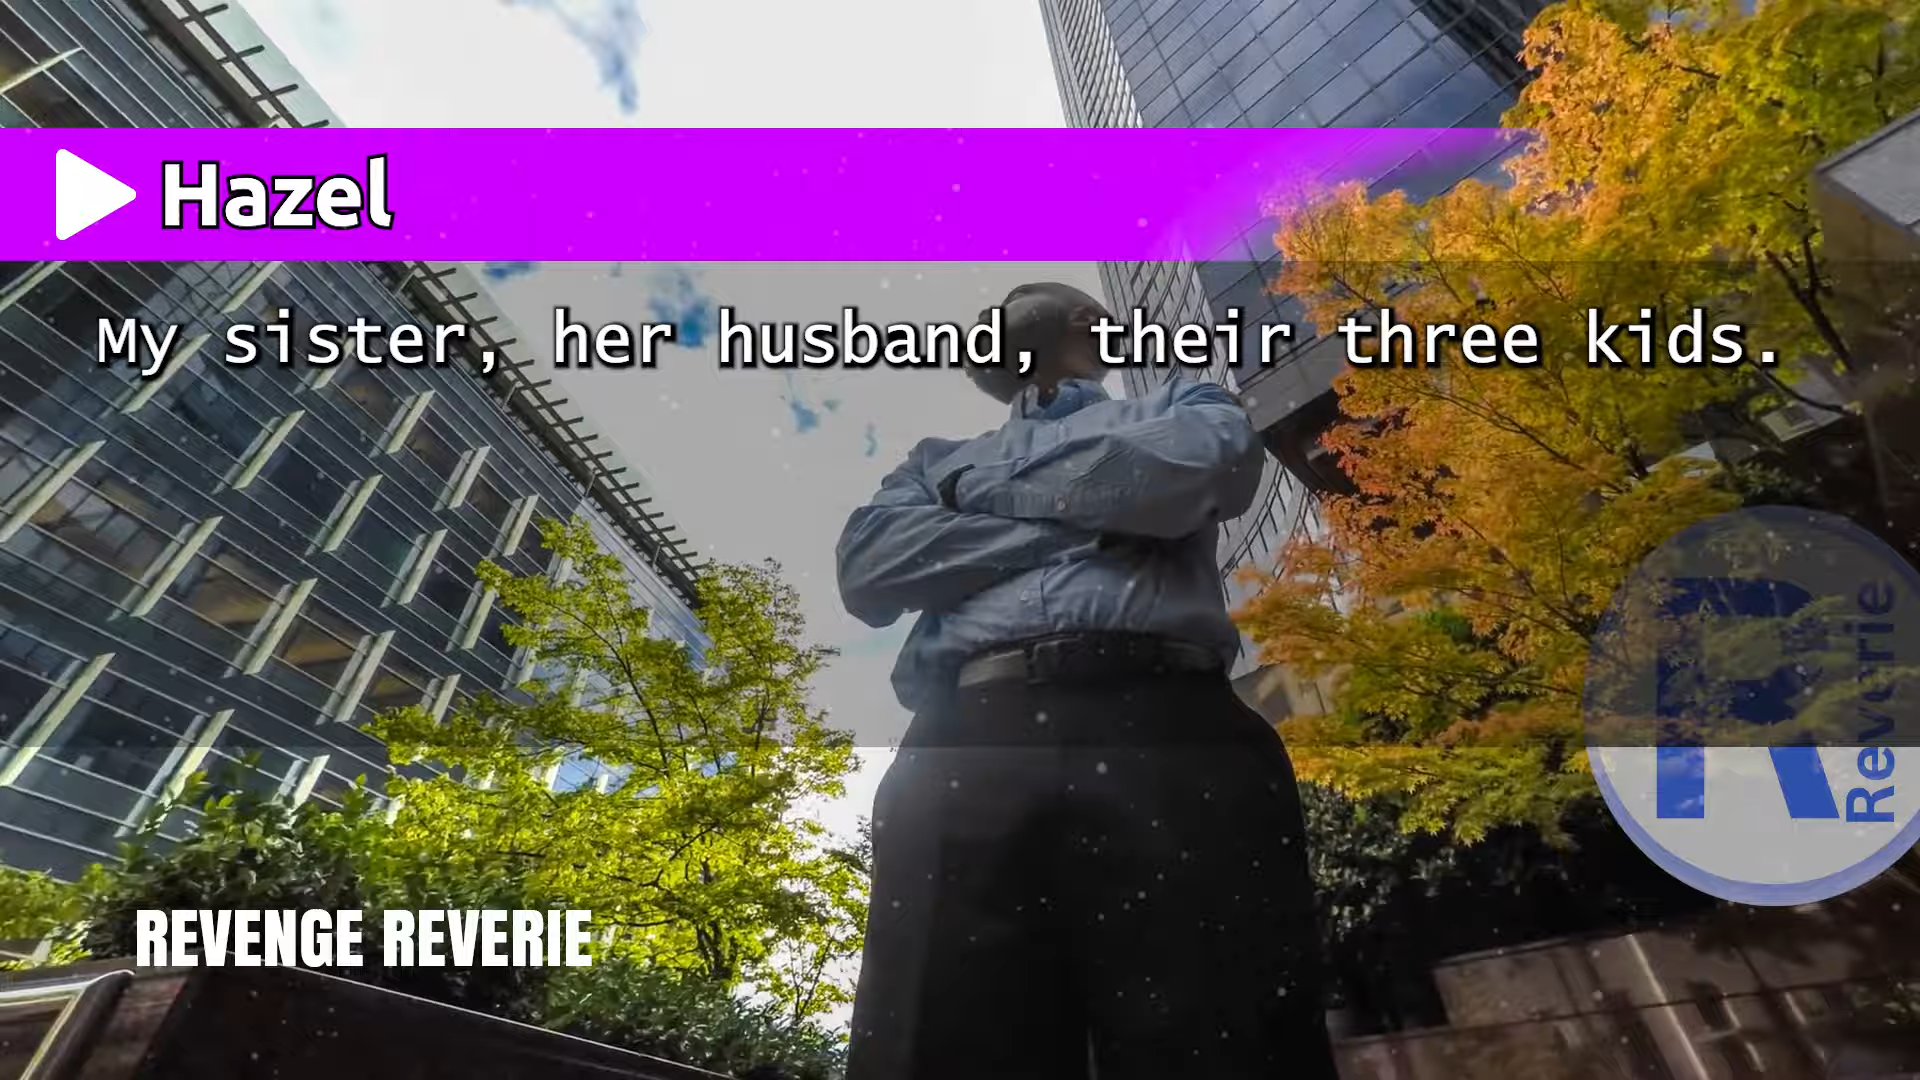 Hazel
My sister, her husband, their three kids.
R
Reverie
REVENGE REVERIE